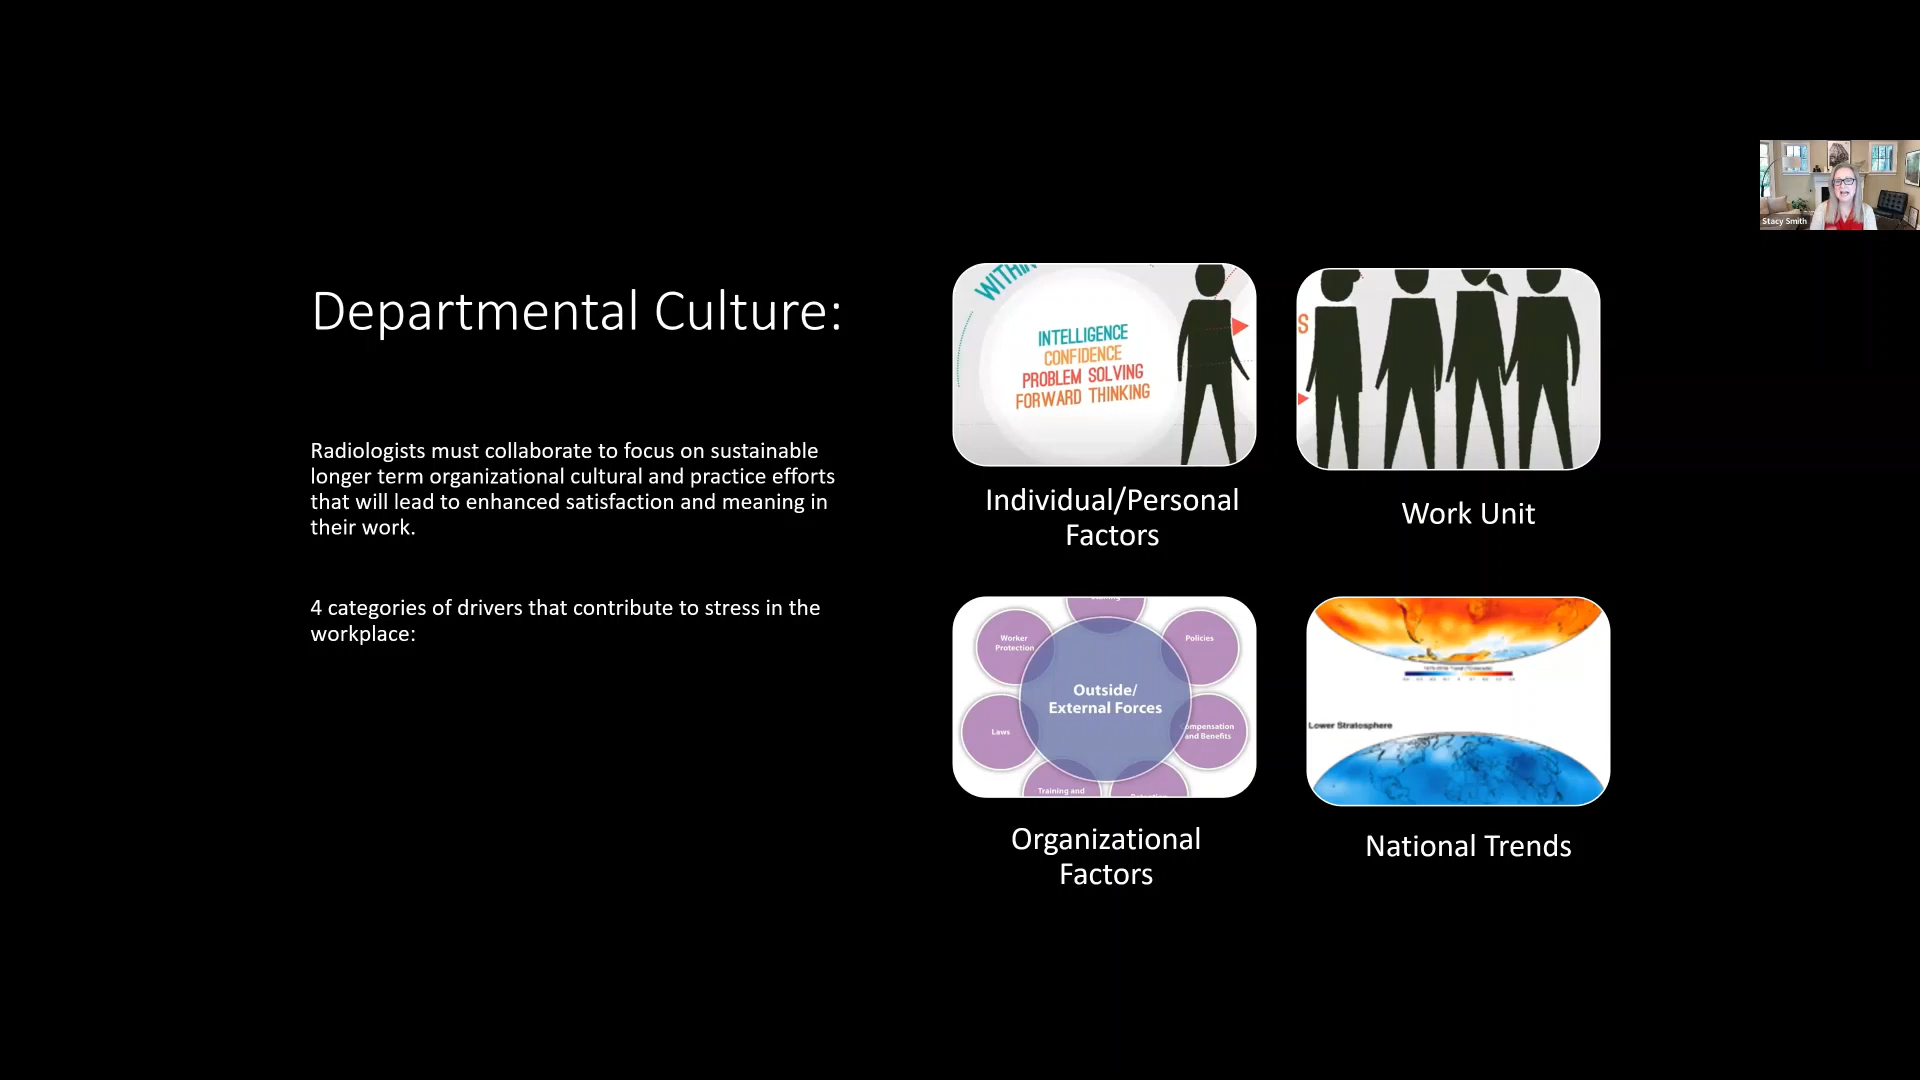 Departmental Culture:
Radiologists must collaborate to focus on sustainable
longer term organizational cultural and practice efforts
that will lead to enhanced satisfaction and meaning in
their work.
4 categories of drivers that contribute to stress in the
workplace:
WITHIN
INTELLIGENCE
CONFIDENCE
PROBLEM SOLVING
FORWARD THINKING
Individual/Personal
Factors
S
Work Unit
Worker
Protection
Policies
Outside/
External Forces
Laws
ompensation
and Benefits
Training and
Organizational
Factors
Lower Stratosphere
National Trends
Stacy Smith